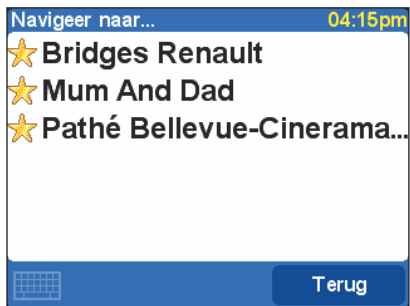 Navigeer naar... 04:15pm
Bridges Renault
Mum And Dad
Pathé Bellevue-Cinerama...
Terug